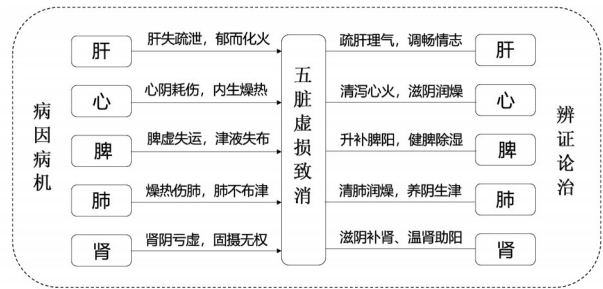 病因病机
肝
肝失疏泄，郁而化火
疏肝理气，调畅情志
肝
心
心阴耗伤，内生燥热
清泻心火，滋阴润燥
心
脾
脾虚失运，津液失布
升补脾阳，健脾除湿
脾
肺
燥热伤肺，肺不布津
清肺润燥，养阴生津
肺
肾
肾阴亏虚，固摄无权
滋阴补肾、温肾助阳
肾
五脏虚损致消
辨证论治